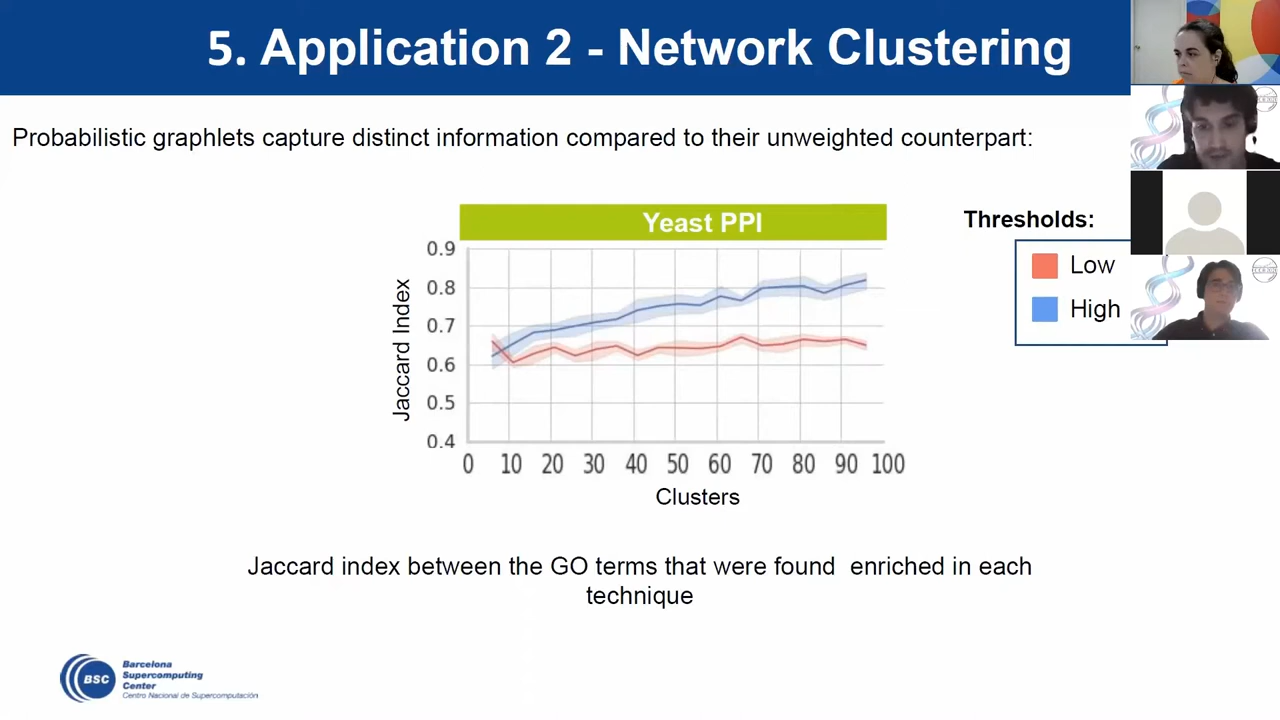 5. Application 2 - Network Clustering
Probabilistic graphlets capture distinct information compared to their unweighted counterpart:
Yeast PPI
Thresholds:
Low
High
0.9
0.8
0.7
0.6
0.5
0.4
Jaccard Index
0 10 20 30 40 50 60 70 80 90 100
Clusters
Jaccard index between the GO terms that were found enriched in each
technique
BSC
Barcelona
Supercomputing
Center
Centro Nacional de Supercomputación